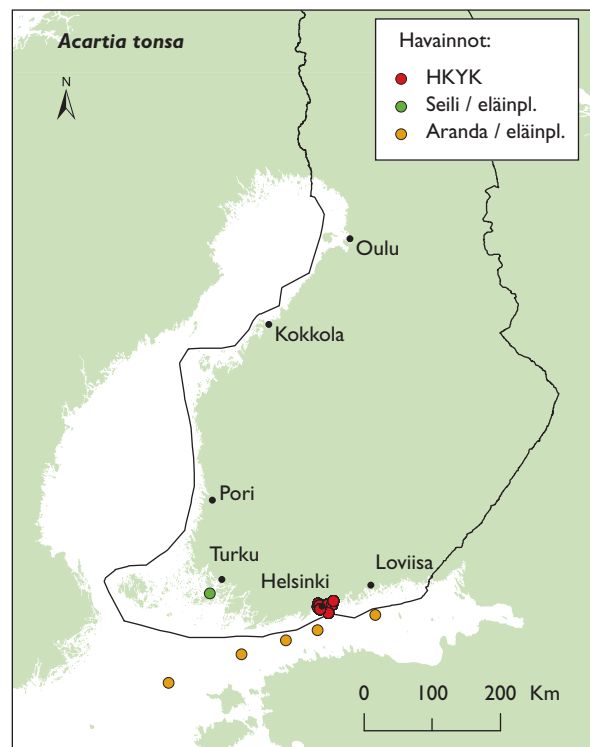 Acartia tonsa
N
Havainnot:
HKYK
Seili / eläinpl.
Aranda / eläinpl.
Oulu
Kokkola
Pori
Turku
Helsinki
Loviisa
0 100 200 Km